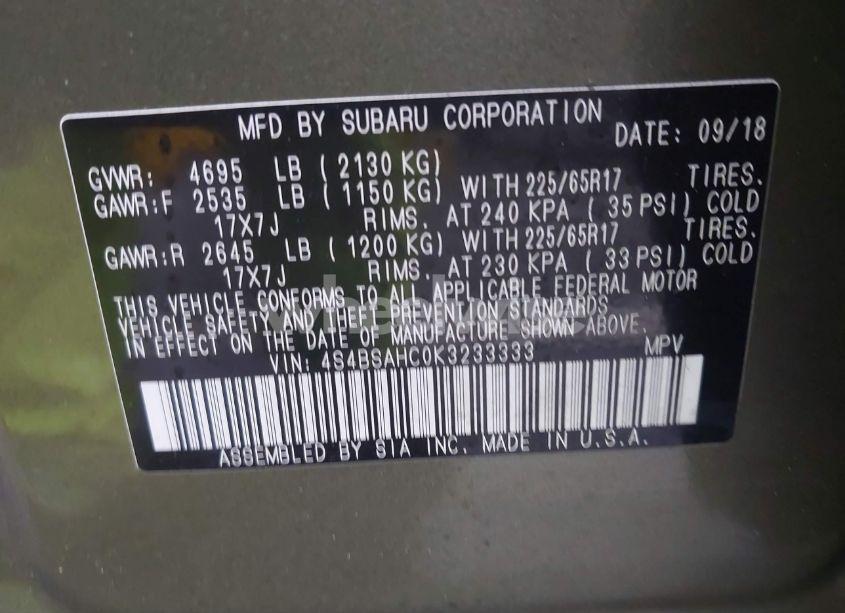 MFD BY SUBARU CORPORATION DATE: 09/18
GVWR: 4695 LB ( 2130 KG)
GAWR:F 2535 LB ( 1150 KG) WITH 225/65R17 TIRES.
17X7J RIMS. AT 240 KPA ( 35 PSI) COLD
GAWR:R 2645 LB ( 1200 KG) WITH 225/65R17 TIRES.
17X7J RIMS. AT 230 KPA ( 33 PSI) COLD
THIS VEHICLE CONFORMS TO ALL APPLICABLE FEDERAL MOTOR
VEHICLE SAFETY AND THEFT PREVENTION STANDARDS
IN EFFECT ON THE DATE OF MANUFACTURE SHOWN ABOVE.
VIN: 4S4BSAHC0K3233333 MPV
ASSEMBLED BY SIA INC. MADE IN U.S.A.